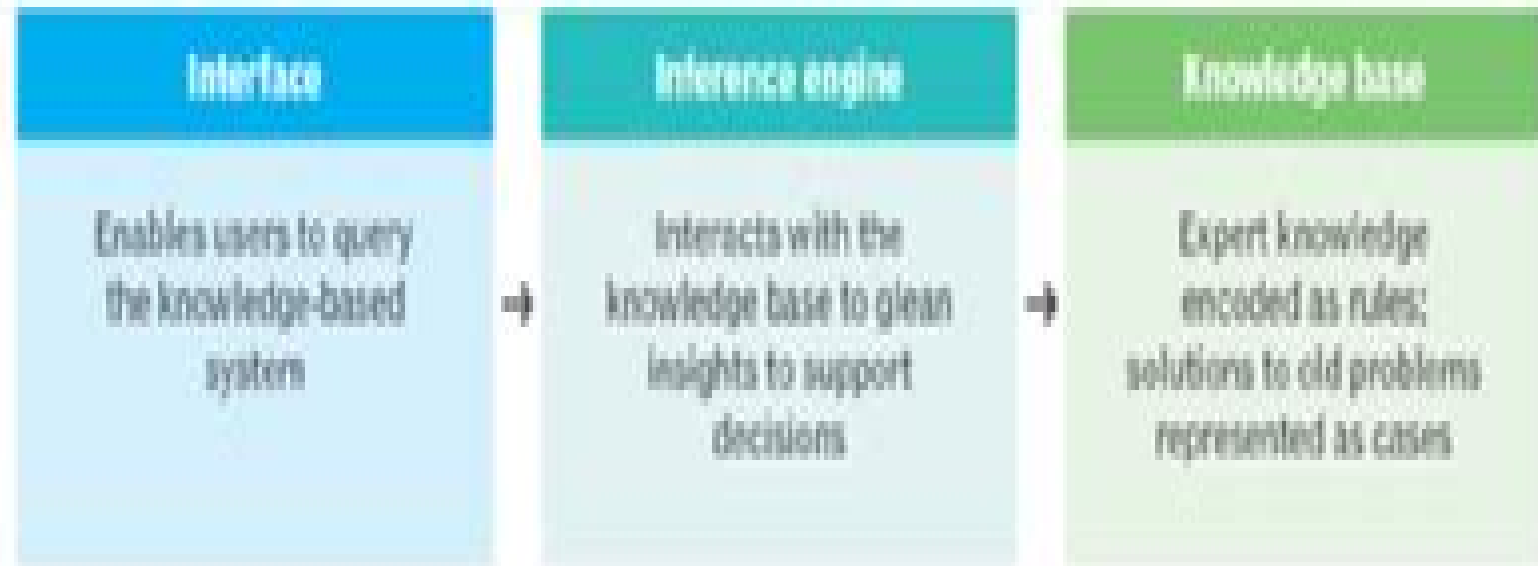 Interface
Enables users to query
the knowledge-based
system
→
Inference engine
Interacts with the
knowledge base to glean
insights to support
decisions
→
Knowledge base
Expert knowledge
encoded as rules;
solutions to old problems
represented as cases